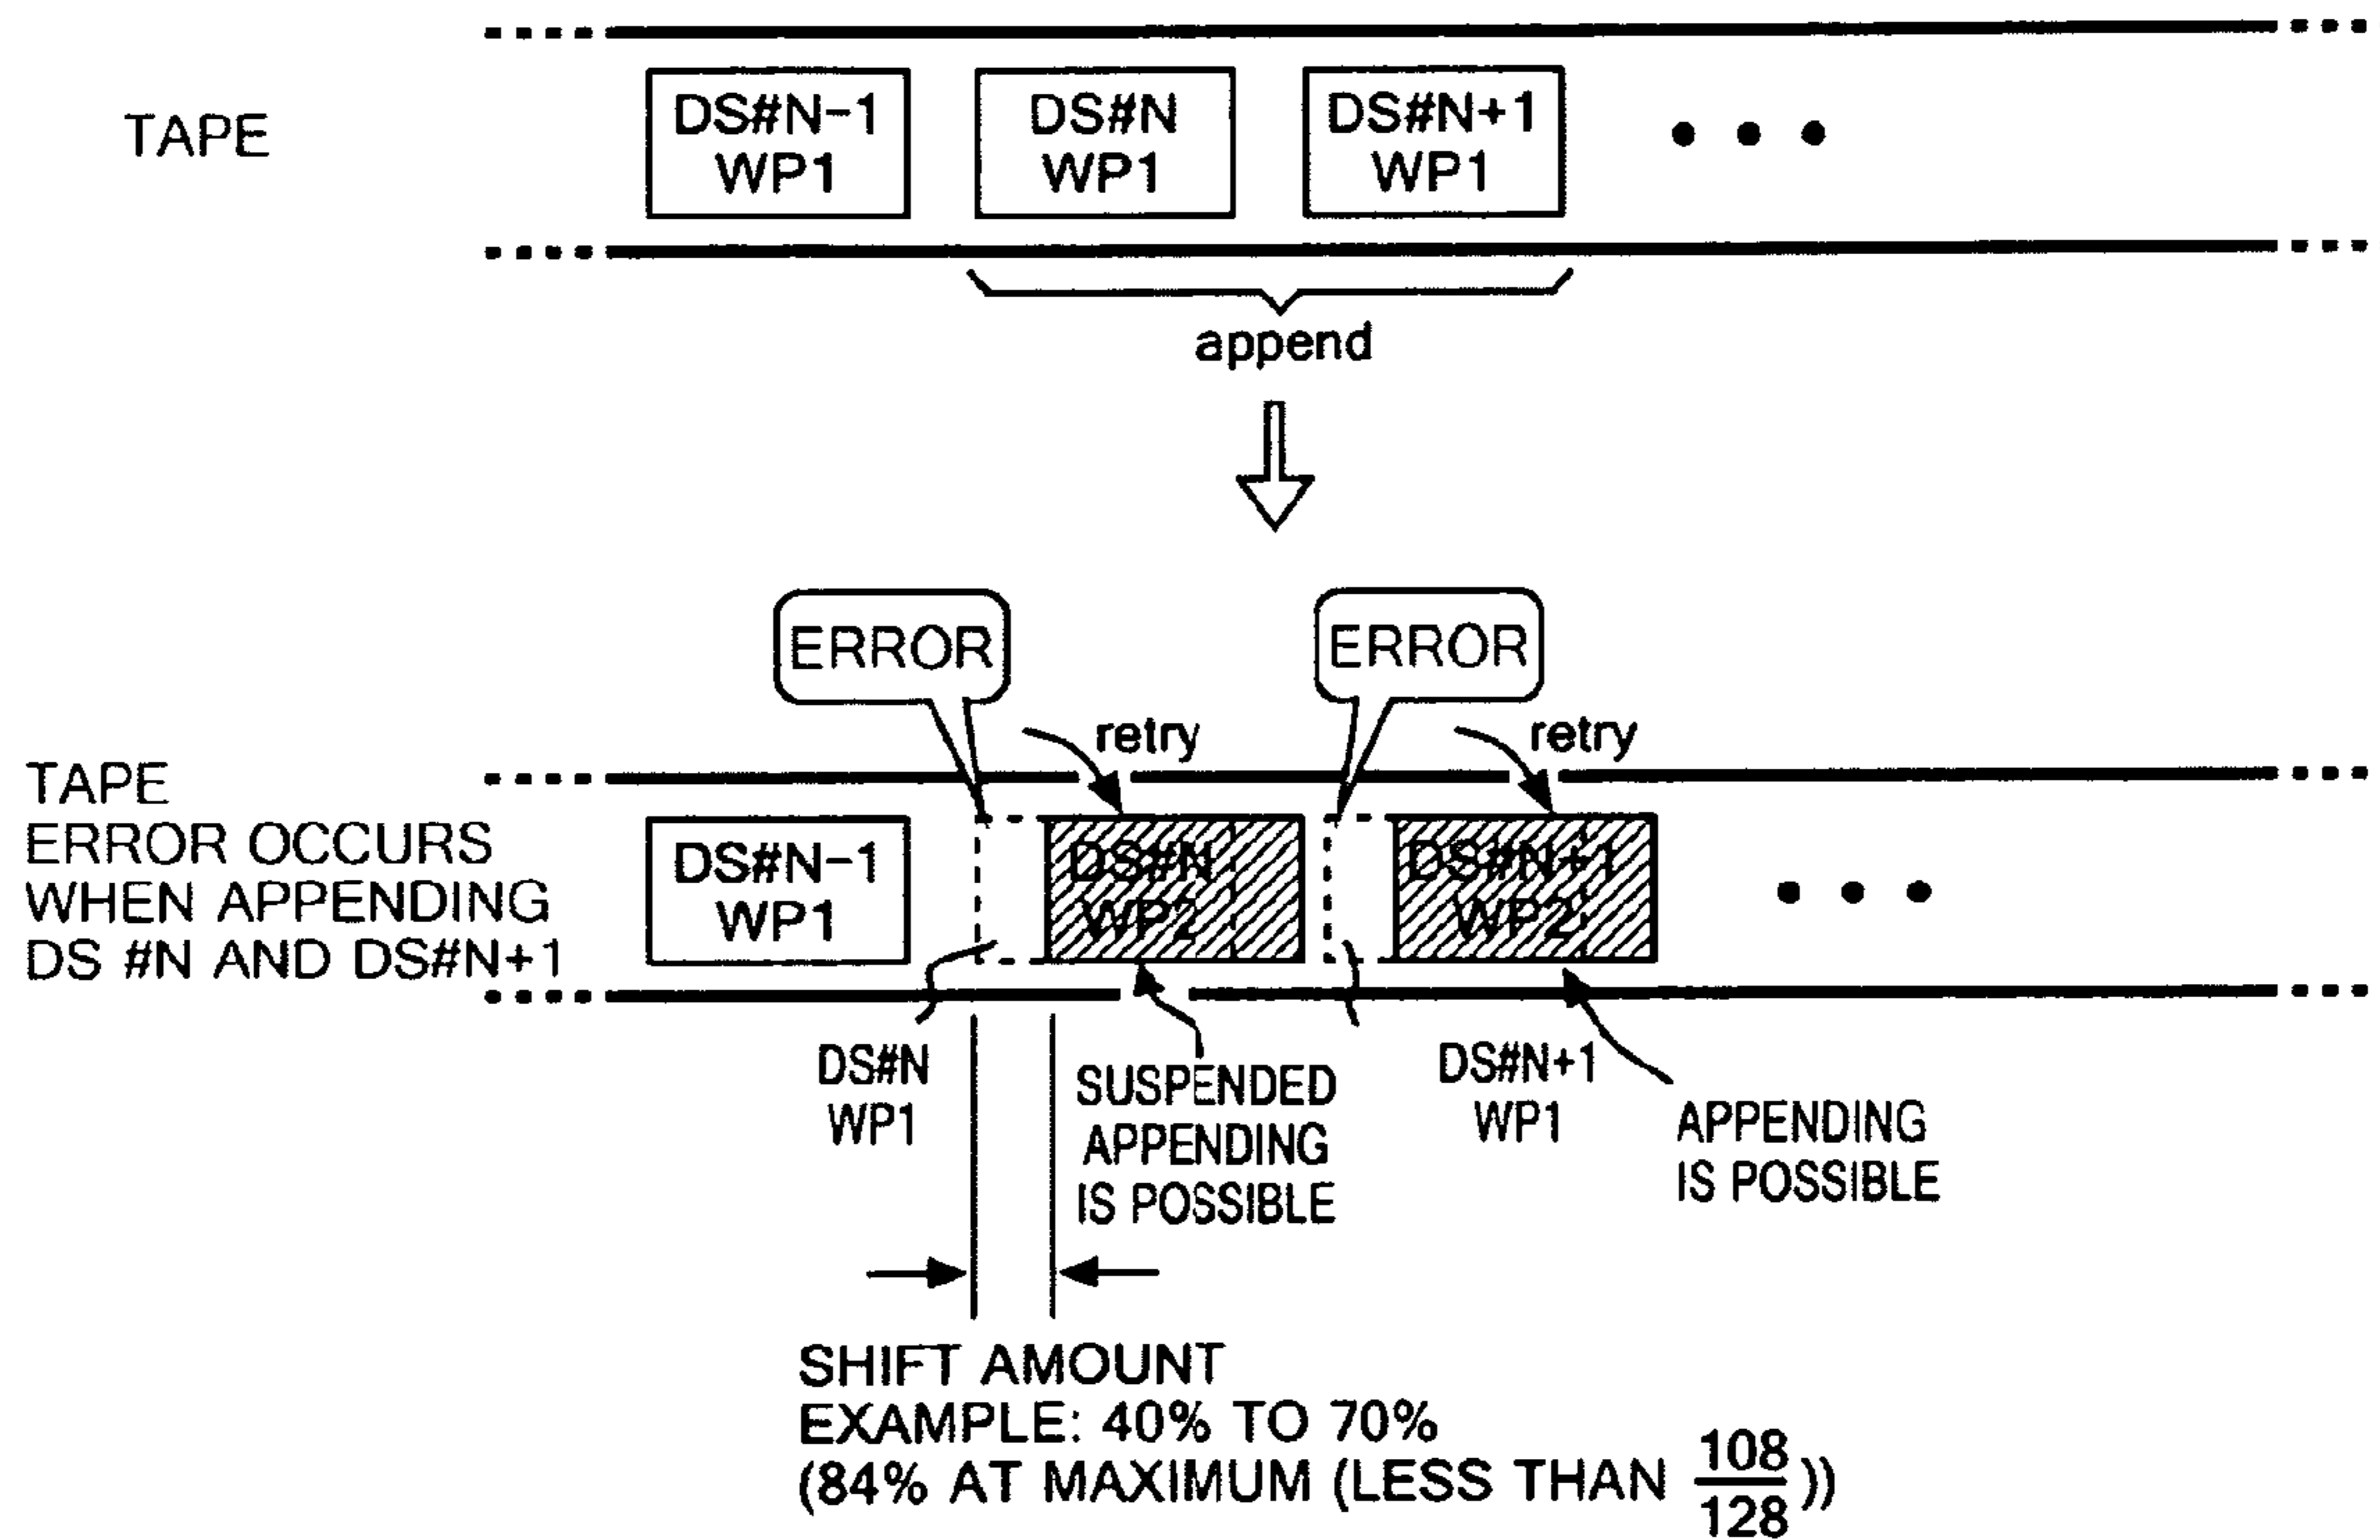 TAPE
DS#N-1
WP1
DS#N
WP1
DS#N+1
WP1
append
ERROR
ERROR
retry
retry
TAPE
ERROR OCCURS
WHEN APPENDING
DS #N AND DS#N+1
DS#N-1
WP1
DS#N
WP2
DS#N+1
WP2
DS#N
WP1
SUSPENDED
APPENDING
IS POSSIBLE
DS#N+1
WP1
APPENDING
IS POSSIBLE
SHIFT AMOUNT
EXAMPLE: 40% TO 70%
(84% AT MAXIMUM (LESS THAN 108/128))